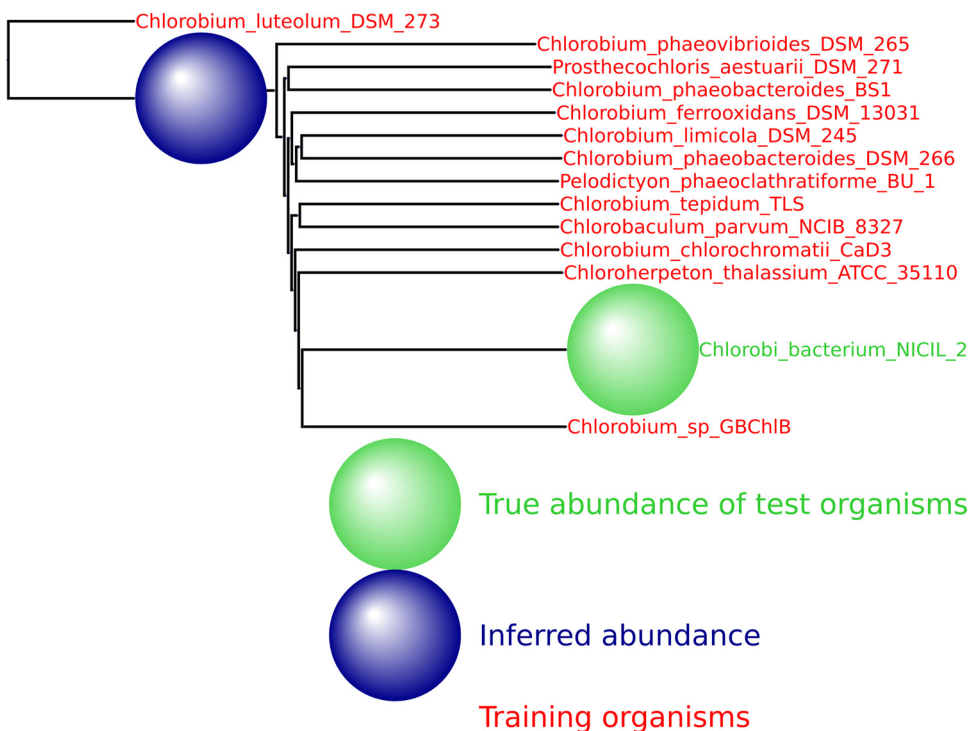 Chlorobium_luteolum_DSM_273
Chlorobium_phaeovibrioides_DSM_265
Prosthecochloris_aestuarii_DSM_271
Chlorobium_phaeobacteroides_BS1
Chlorobium_ferrooxidans_DSM_13031
Chlorobium_limicola_DSM_245
Chlorobium_phaeobacteroides_DSM_266
Pelodictyon_phaeoclathratiforme_BU_1
Chlorobium_tepidum_TLS
Chlorobaculum_parvum_NCIB_8327
Chlorobium_chlorochromatii_CaD3
Chloroherpeton_thalassium_ATCC_35110
Chlorobi_bacterium_NICIL_2
Chlorobium_sp_GBChlB
True abundance of test organisms
Inferred abundance
Training organisms